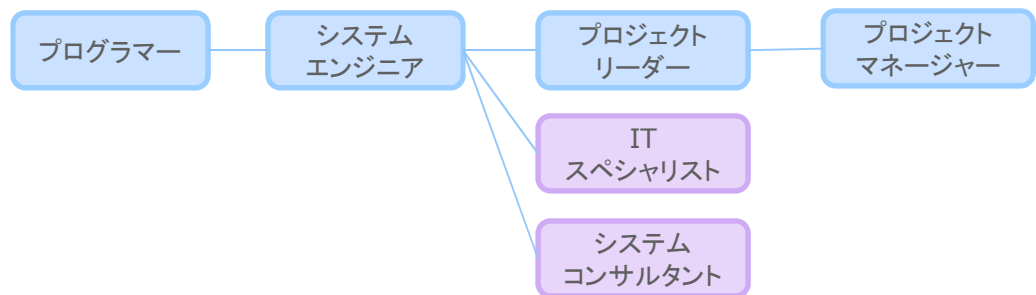 プログラマー
システム
エンジニア
プロジェクト
リーダー
プロジェクト
マネージャー
IT
スペシャリスト
システム
コンサルタント